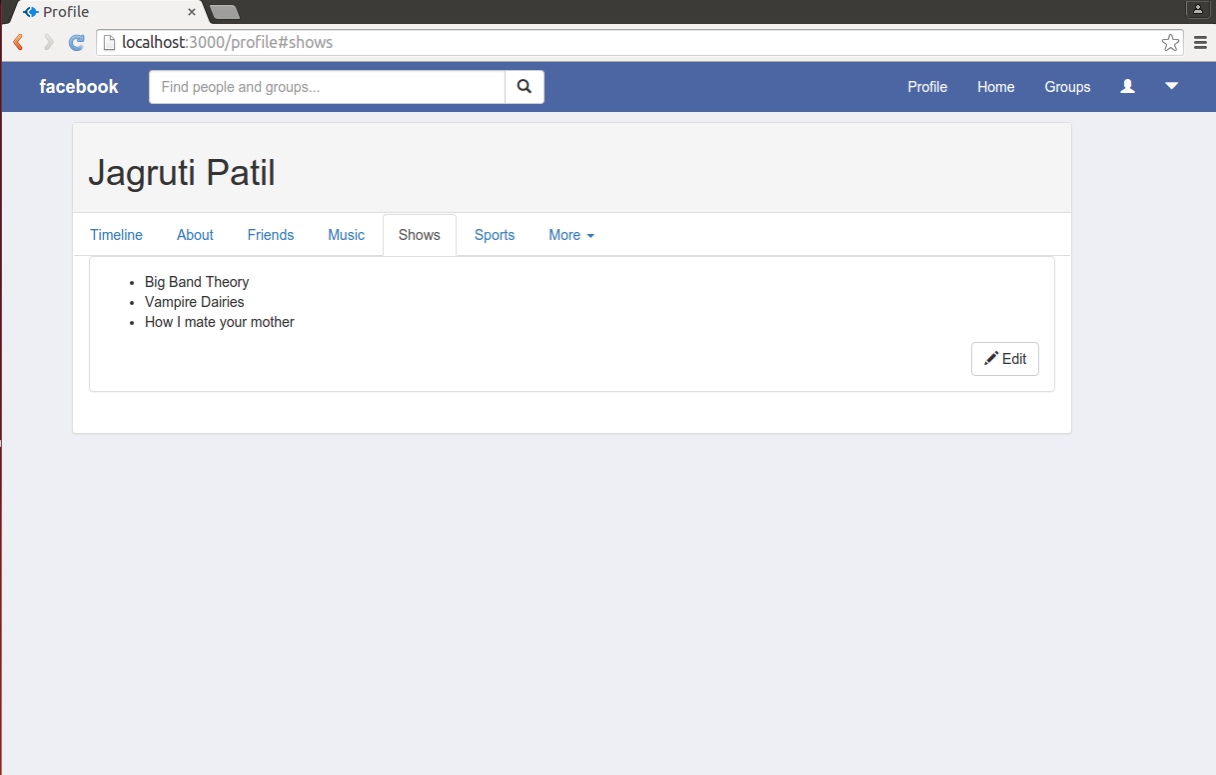 Profile
localhost:3000/profile#shows
facebook Find people and groups... Profile Home Groups
Jagruti Patil
Timeline About Friends Music Shows Sports More
• Big Band Theory
• Vampire Dairies
• How I mate your mother
Edit